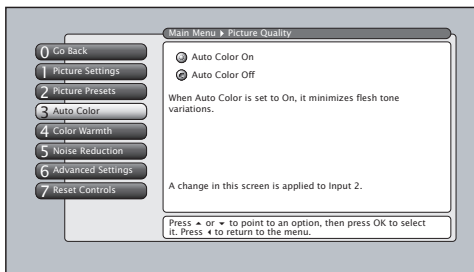 Main Menu ▸ Picture Quality
0 Go Back
1 Picture Settings
2 Picture Presets
3 Auto Color
4 Color Warmth
5 Noise Reduction
6 Advanced Settings
7 Reset Controls
Auto Color On
Auto Color Off
When Auto Color is set to On, it minimizes flesh tone
variations.
A change in this screen is applied to Input 2.
Press ▲ or ▼ to point to an option, then press OK to select
it. Press ◀ to return to the menu.